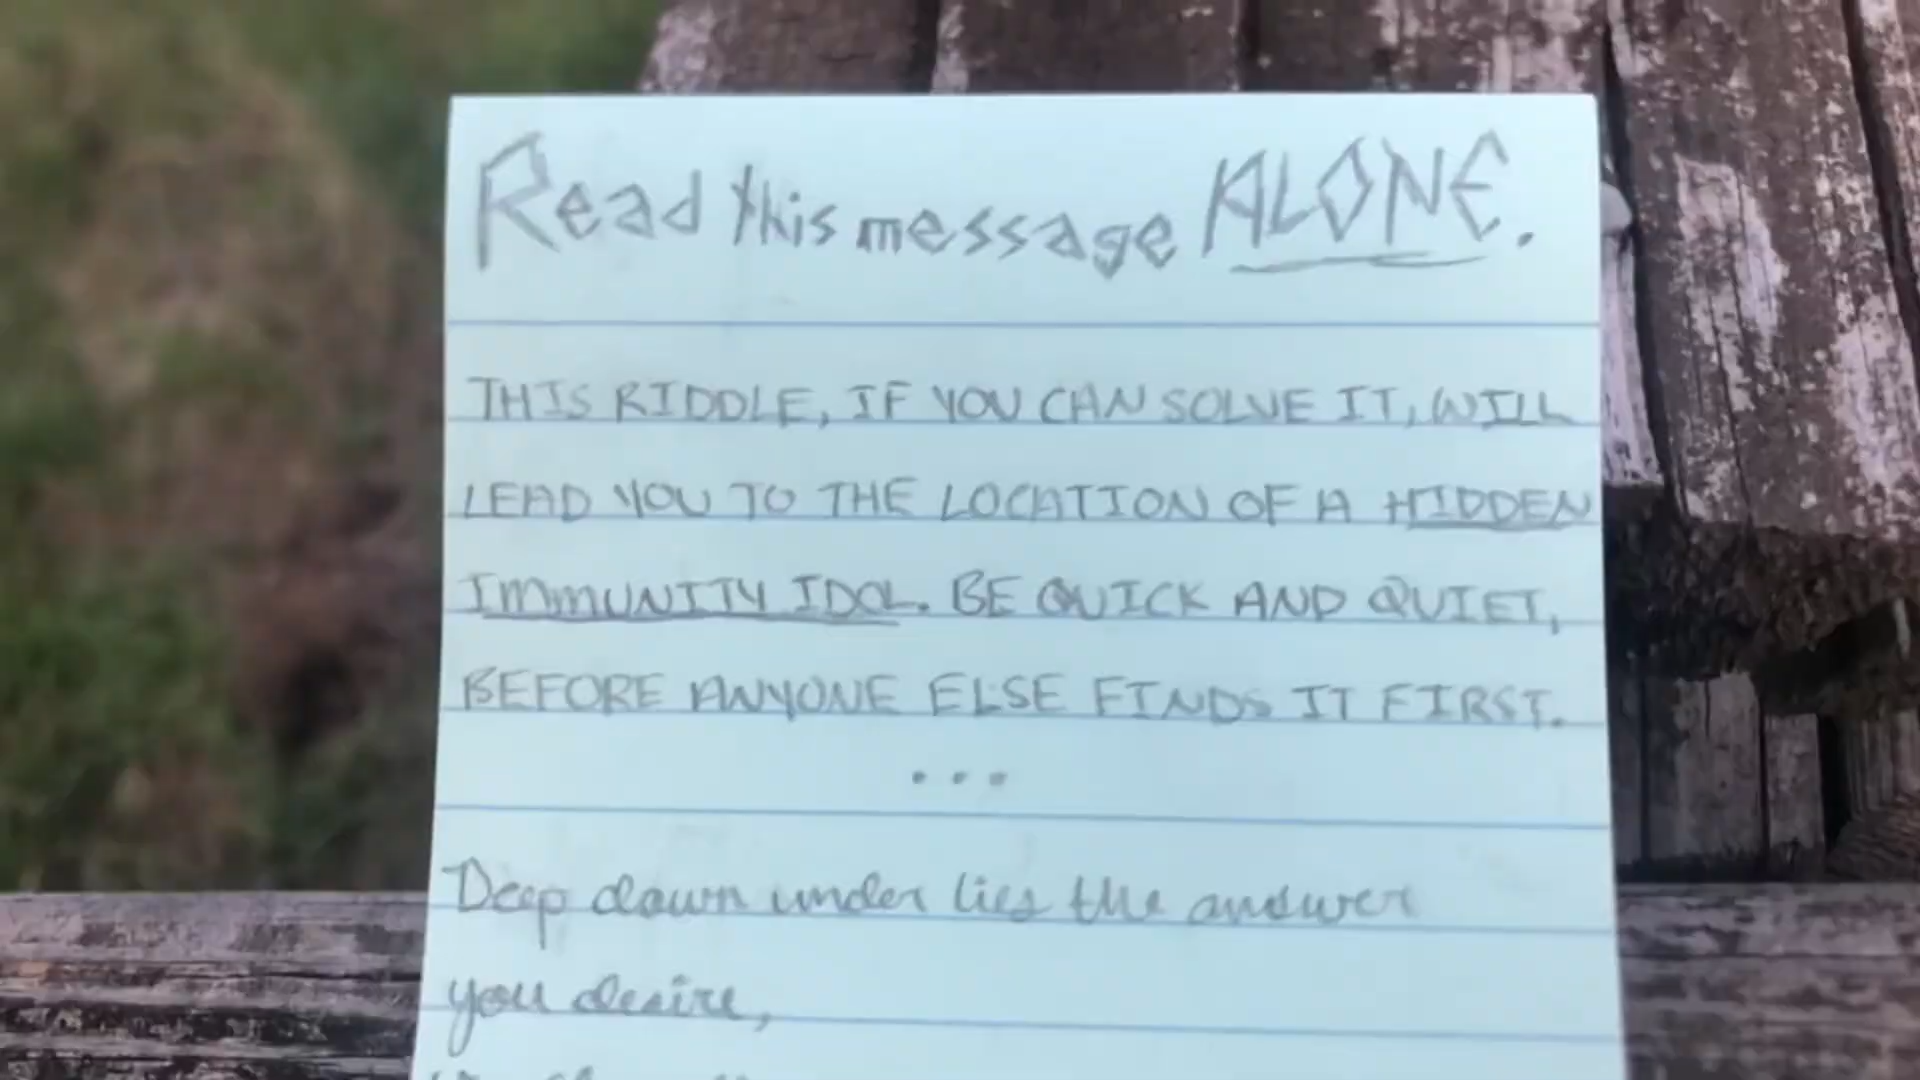 Read this message ALONE.
THIS RIDDLE, IF YOU CAN SOLVE IT, WILL
LEAD YOU TO THE LOCATION OF A HIDDEN
IMMUNITY IDOL. BE QUICK AND QUIET,
BEFORE ANYONE ELSE FINDS IT FIRST.
...
Deep down under lies the answer
you desire,